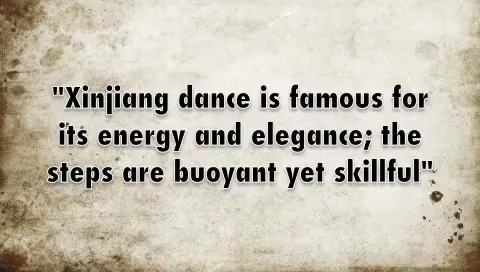 "Xinjiang dance is famous for
its energy and elegance; the
steps are buoyant yet skillful"